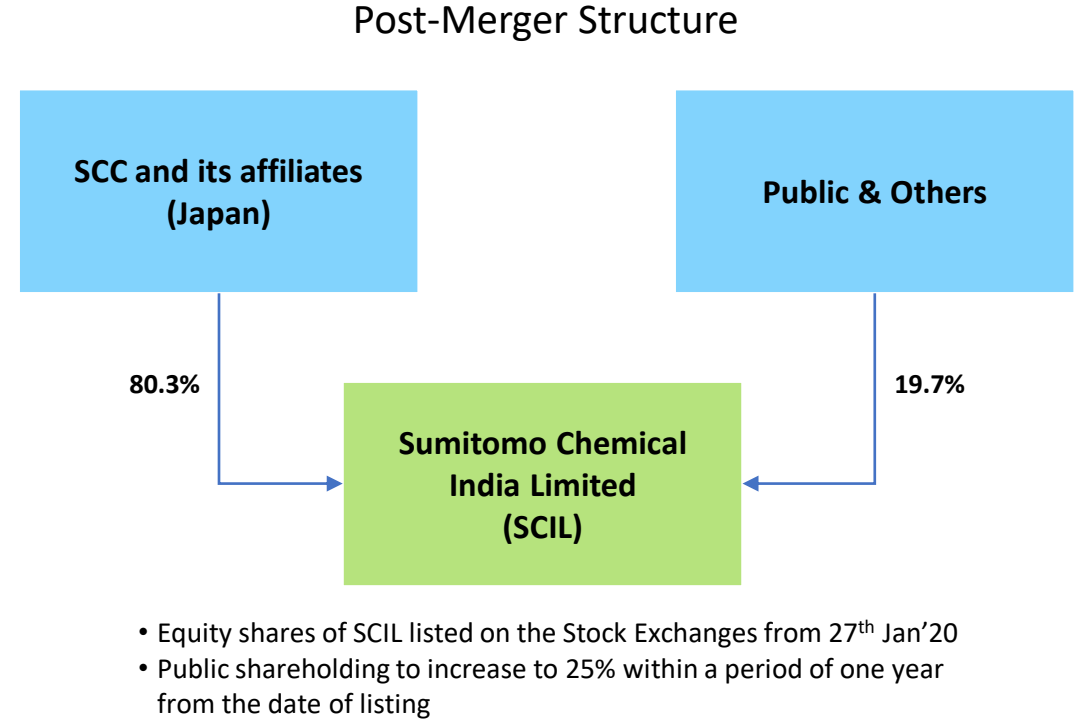 Post-Merger Structure
SCC and its affiliates
(Japan)
Public & Others
80.3%
19.7%
Sumitomo Chemical
India Limited
(SCIL)
• Equity shares of SCIL listed on the Stock Exchanges from 27th Jan’20
• Public shareholding to increase to 25% within a period of one year
from the date of listing